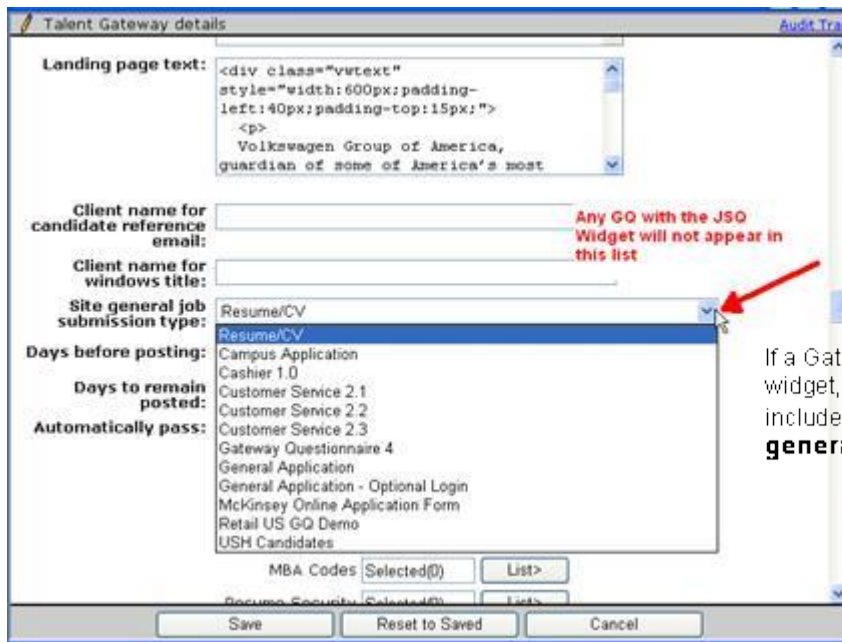 Talent Gateway details
Audit Tra
Landing page text:
<div class="vwtext"
style="width:600px;padding-
left:40px;padding-top:15px;">
<p>
Volkswagen Group of America,
guardian of some of America's most
Client name for
candidate reference
email:
Any GQ with the JSQ
Widget will not appear in
this list
Client name for
windows title:
Site general job
submission type:
Resume/CV
Resume/CV
Days before posting:
Campus Application
Cashier 1.0
Days to remain
posted:
Customer Service 2.1
Customer Service 2.2
Customer Service 2.3
Automatically pass:
Gateway Questionnaire 4
General Application
General Application - Optional Login
McKinsey Online Application Form
Retail US GQ Demo
USH Candidates
If a Gat
widget,
include
genera
MBA Codes Selected(0) List>
Resume Security Selected(0) List>
Save Reset to Saved Cancel